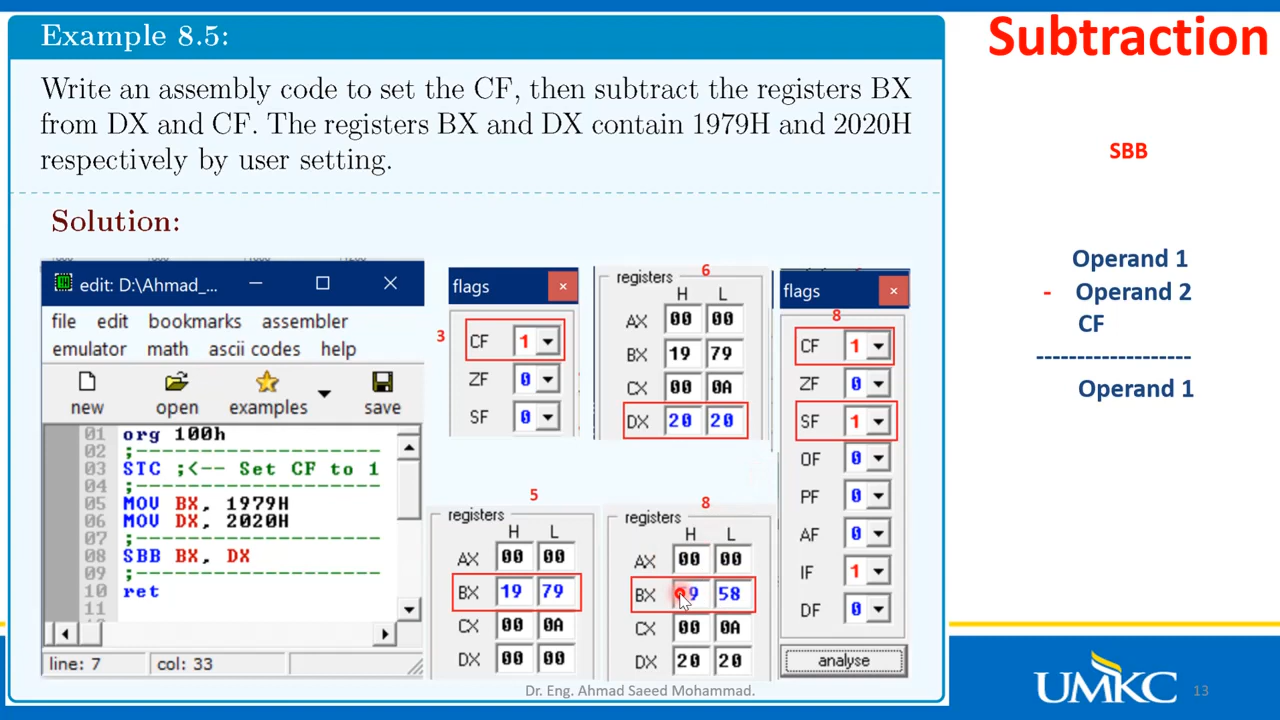 Example 8.5:
Subtraction
Write an assembly code to set the CF, then subtract the registers BX
from DX and CF. The registers BX and DX contain 1979H and 2020H
respectively by user setting.
SBB
Solution:
Operand 1
- Operand 2
CF
-------------------
Operand 1
edit: D:\Ahmad_...
file edit bookmarks assembler
emulator math ascii codes help
new open examples save
01 org 100h
02 ;--------------------
03 STC ;<-- Set CF to 1
04 ;--------------------
05 MOV BX, 1979H
06 MOV DX, 2020H
07 ;--------------------
08 SBB BX, DX
09 ;--------------------
10 ret
11
line: 7 col: 33
flags
3
CF 1
ZF 0
SF 0
6
registers
H L
AX 00 00
BX 19 79
CX 00 0A
DX 20 20
5
registers
H L
AX 00 00
BX 19 79
CX 00 0A
DX 00 00
8
registers
H L
AX 00 00
BX 58
CX 00 0A
DX 20 20
flags
8
CF 1
ZF 0
SF 1
OF 0
PF 0
AF 0
IF 1
DF 0
analyse
Dr. Eng. Ahmad Saeed Mohammad.
UMKC
13